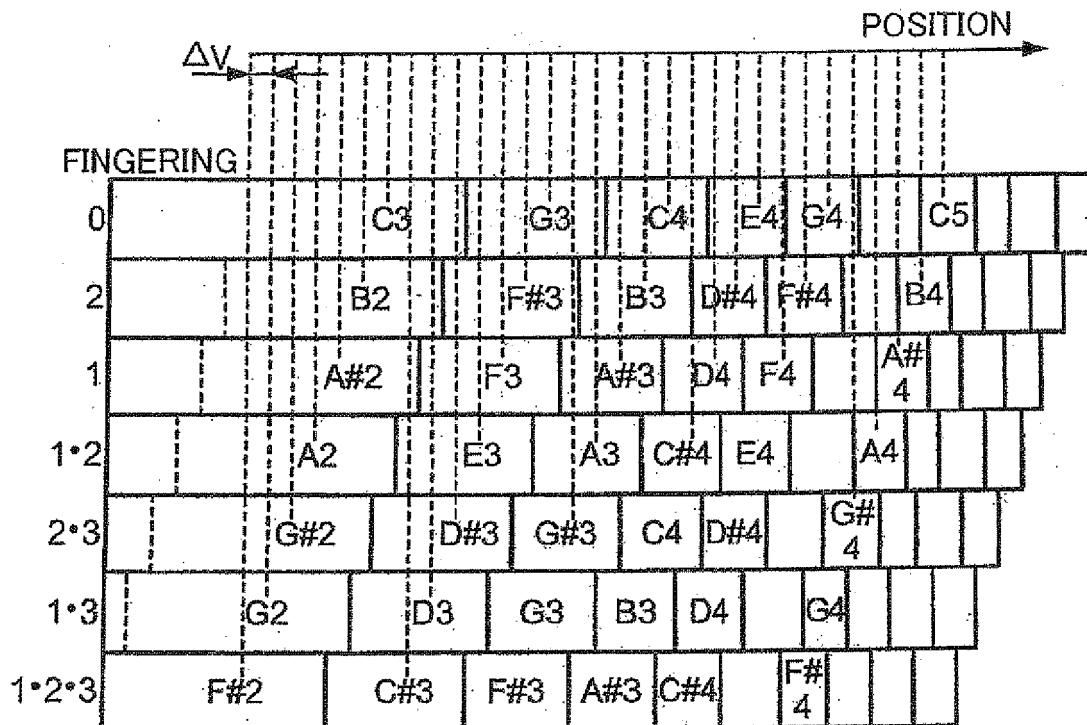 POSITION
ΔV
FINGERING
0 C3 G3 C4 E4 G4 C5
2 B2 F#3 B3 D#4 F#4 B4
1 A#2 F3 A#3 D4 F4 A#4
1•2 A2 E3 A3 C#4 E4 A4
2•3 G#2 D#3 G#3 C4 D#4 G#4
1•3 G2 D3 G3 B3 D4 G4
1•2•3 F#2 C#3 F#3 A#3 C#4 F#4